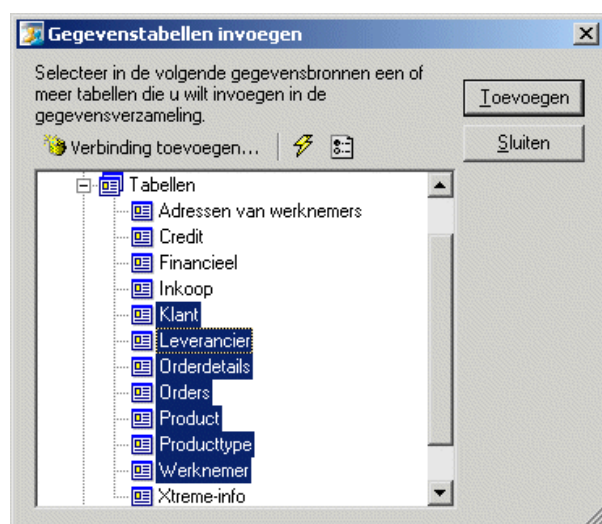 Gegevenstabellen invoegen
Selecteer in de volgende gegevensbronnen een of
meer tabellen die u wilt invoegen in de
gegevensverzameling.
Toevoegen
Sluiten
Verbinding toevoegen...
Tabellen
Adressen van werknemers
Credit
Financieel
Inkoop
Klant
Leverancier
Orderdetails
Orders
Product
Producttype
Werknemer
Xtreme-info